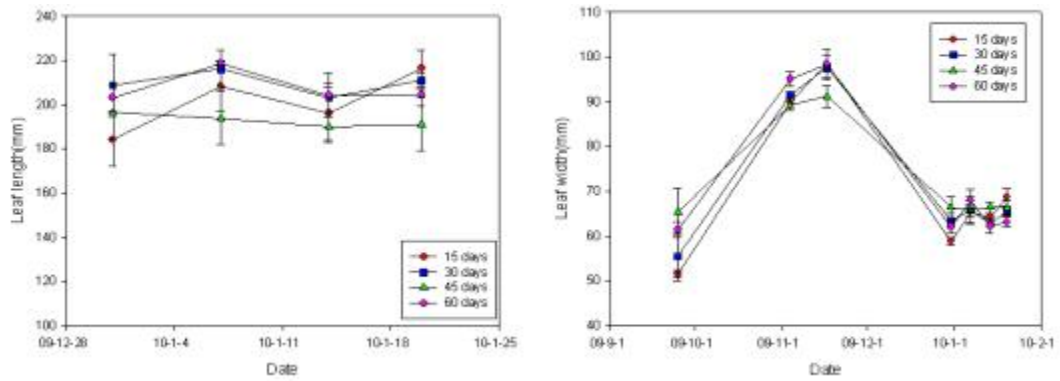 240
220
200
180
160
140
120
100
Leaf length(mm)
15 days
30 days
45 days
60 days
09-12-28
10-1-4
10-1-11
10-1-18
10-1-25
Date
110
100
90
80
70
60
50
40
Leaf width(mm)
15 days
30 days
45 days
60 days
09-9-1
09-10-1
09-11-1
09-12-1
10-1-1
10-2-1
Date